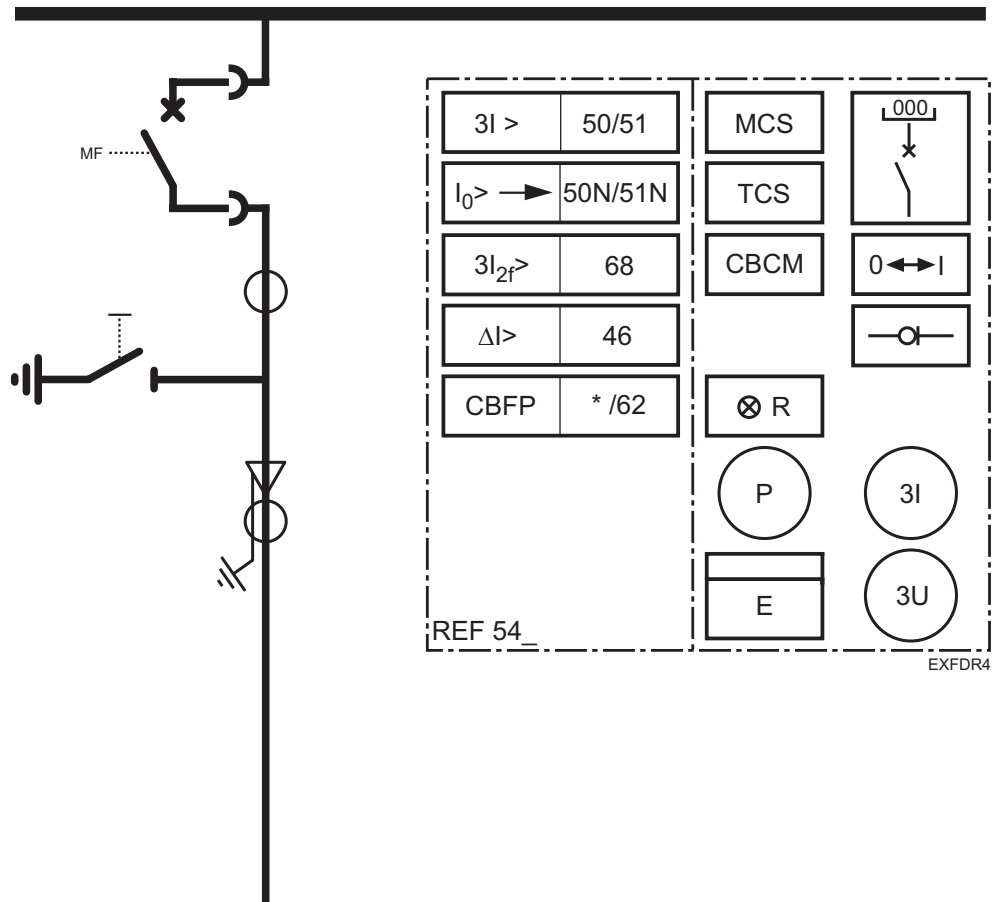 MF
3I > 50/51
I₀> 50N/51N
3I₂f> 68
∆I> 46
CBFP * /62
REF 54_
MCS
000
TCS
CBCM
0 I
R
P
3I
E
3U
EXFDR4